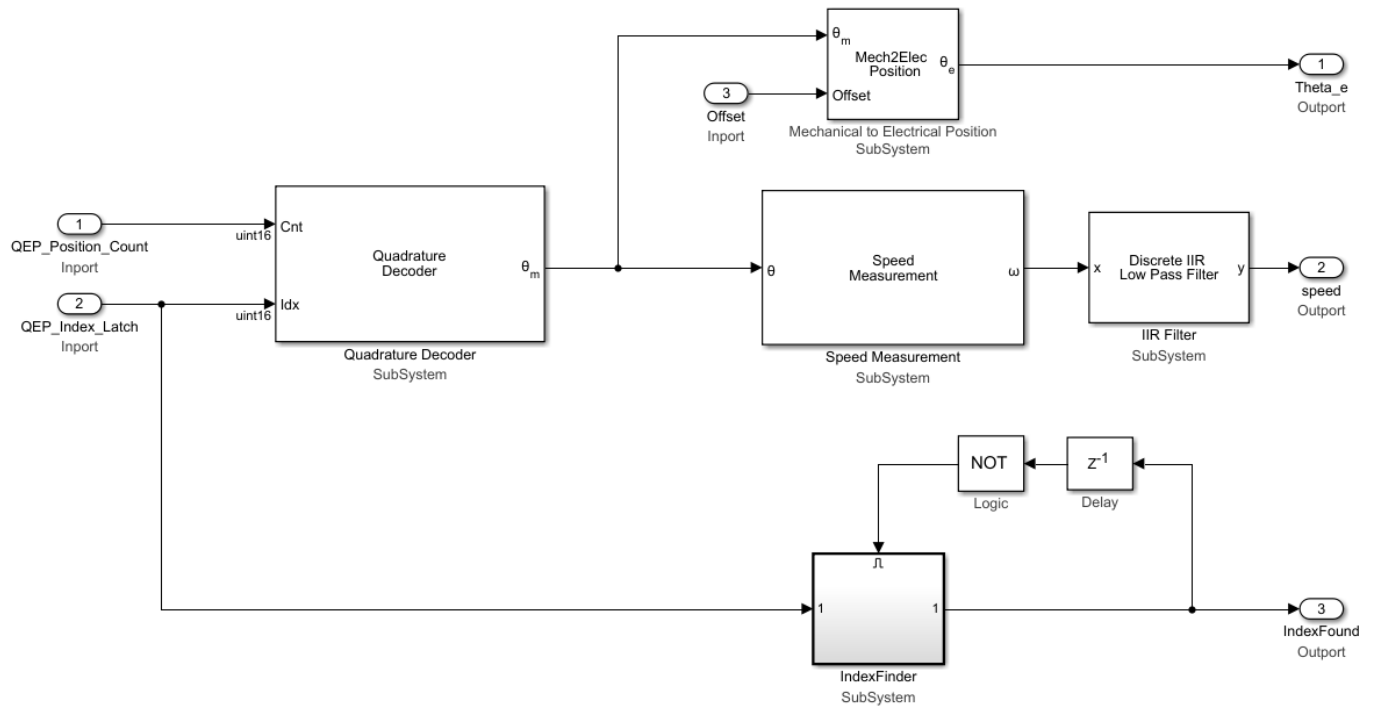 θm
Mech2Elec
Position
θe
Offset
Mechanical to Electrical Position
SubSystem
3
Offset
Inport
1
Theta_e
Outport
1
QEP_Position_Count
Inport
uint16
Cnt
Quadrature
Decoder
θm
2
QEP_Index_Latch
Inport
uint16
Idx
Quadrature Decoder
SubSystem
θ
Speed
Measurement
ω
Speed Measurement
SubSystem
x
Discrete IIR
Low Pass Filter
y
IIR Filter
SubSystem
2
speed
Outport
NOT
Logic
Z-1
Delay
1
1
IndexFinder
SubSystem
3
IndexFound
Outport